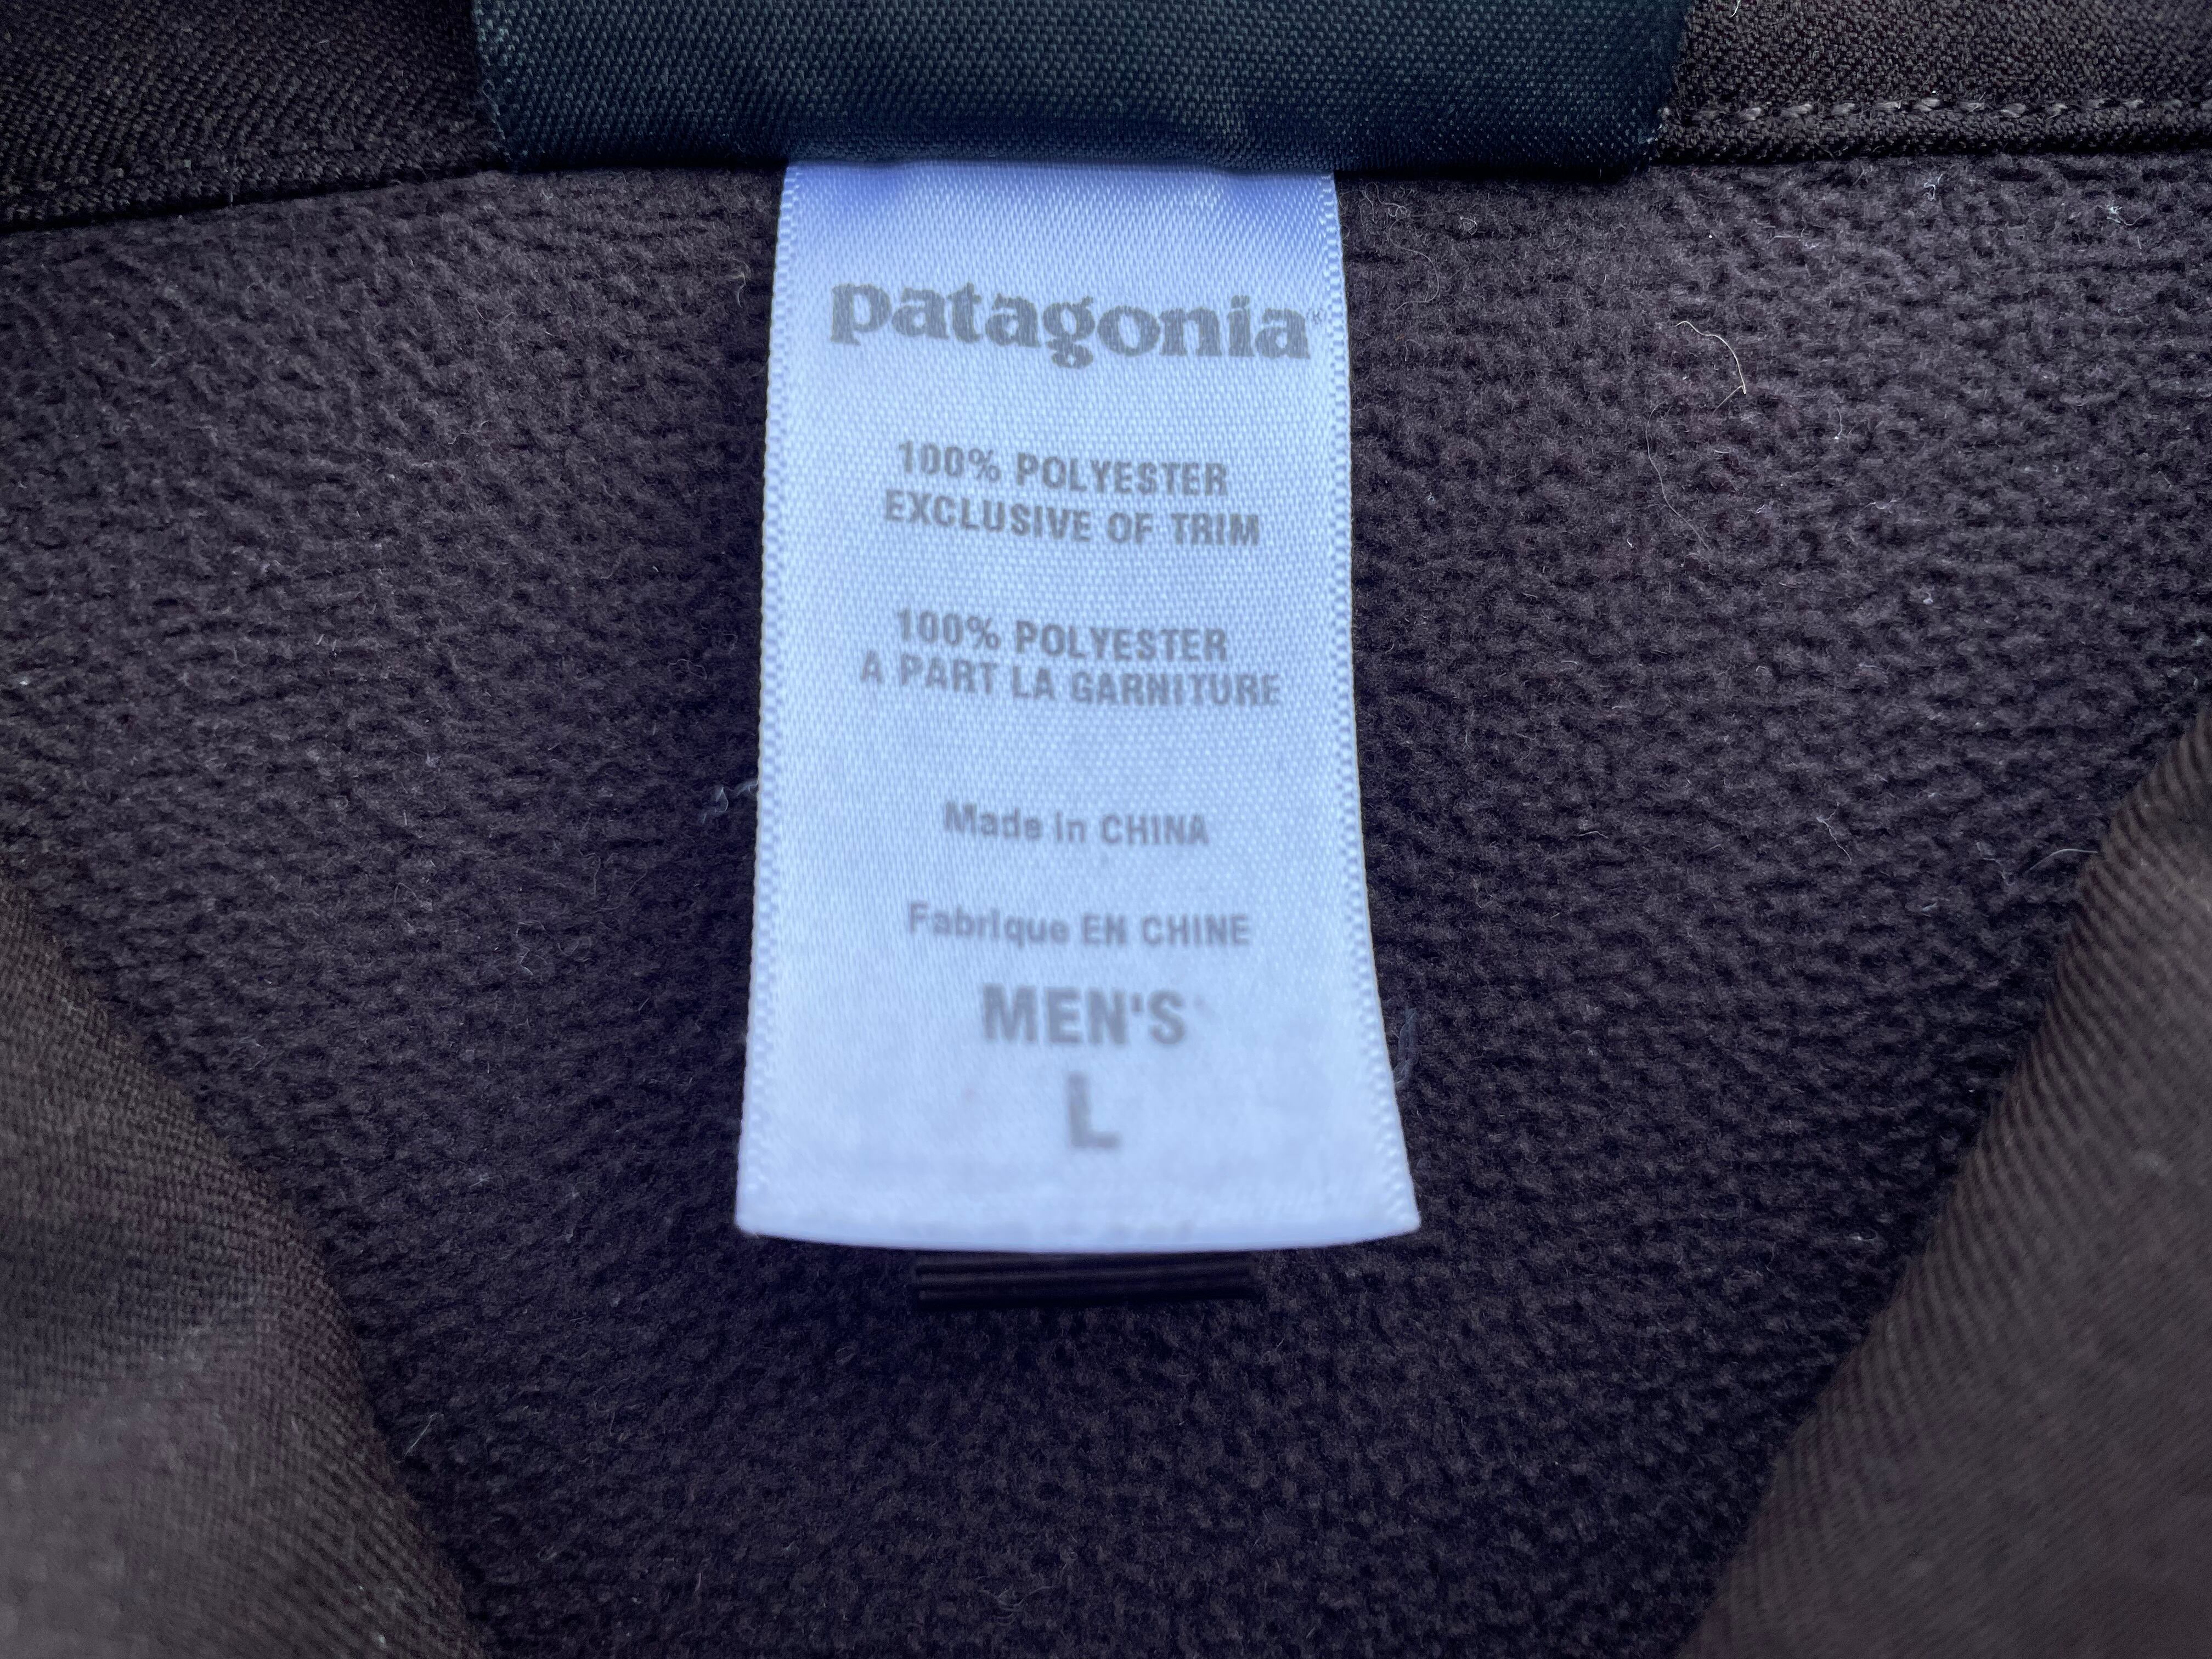 patagonia®
100% POLYESTER
EXCLUSIVE OF TRIM
100% POLYESTER
A PART LA GARNITURE
Made in CHINA
Fabrique EN CHINE
MEN'S
L